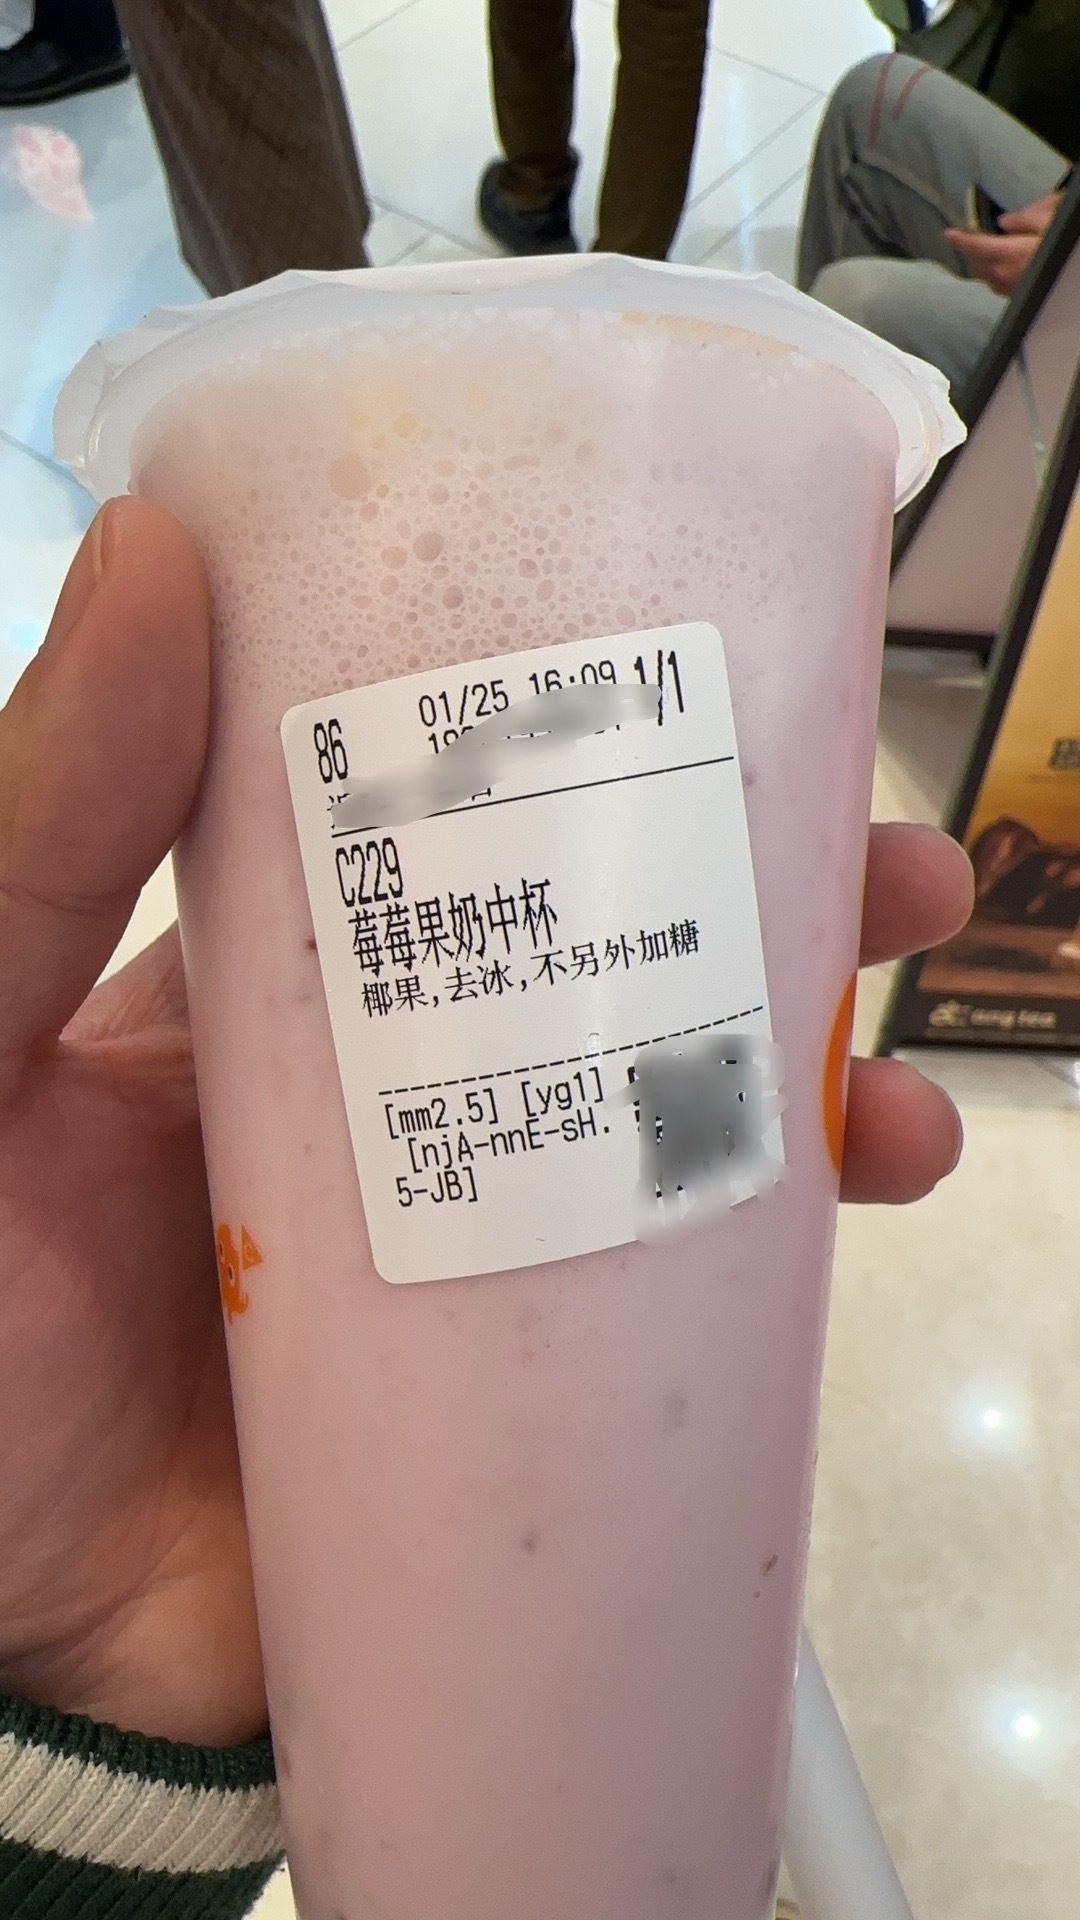 86
01/25 16:09 1/1
C229
莓莓果奶中杯
椰果,去冰,不另外加糖
[mm2.5] [yg1]
[njA-nnE-sH.
5-JB]